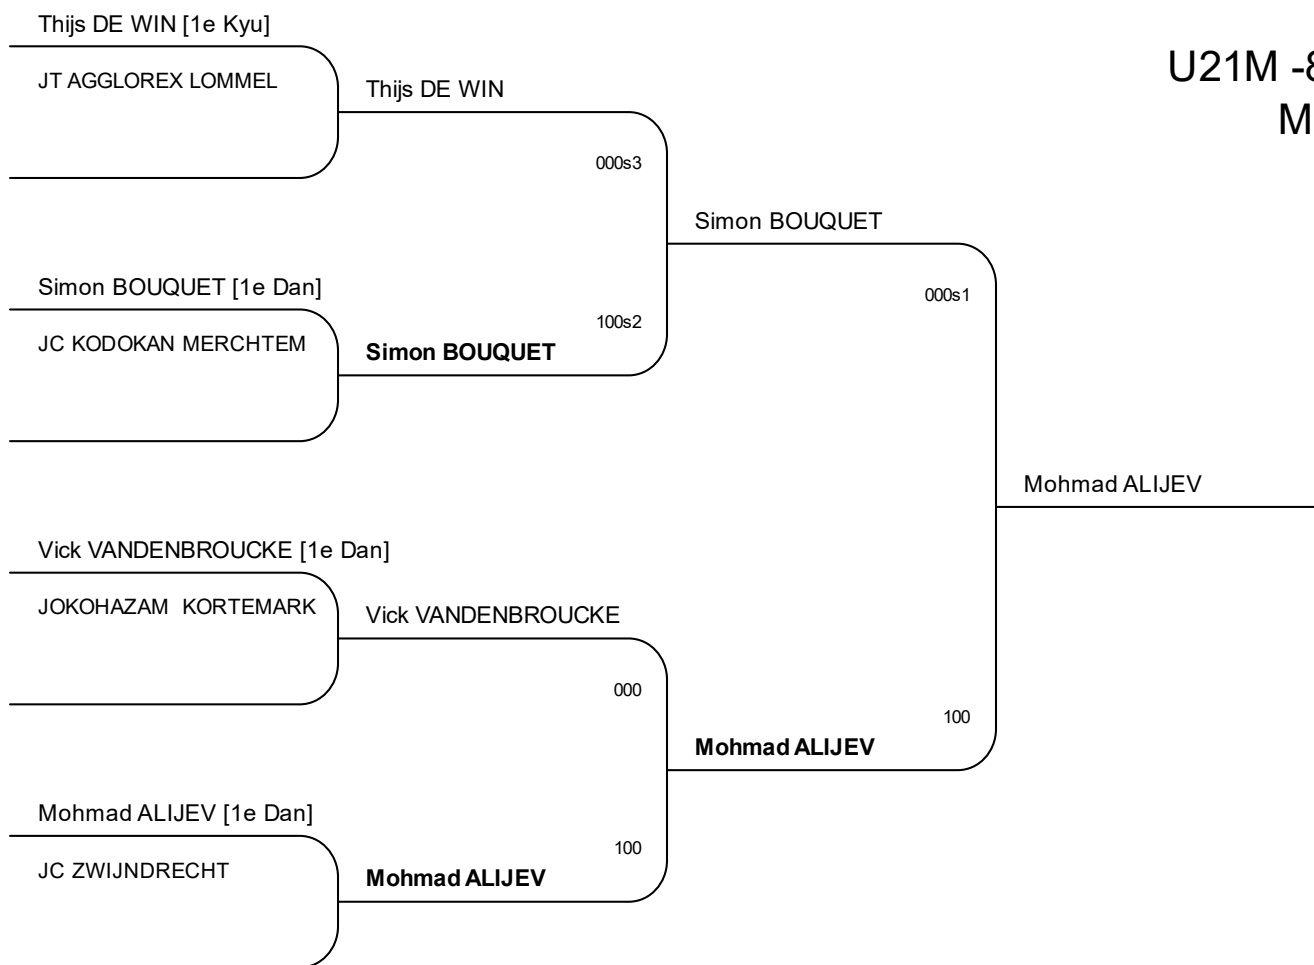 Thijs DE WIN [1e Kyu]
JT AGGLOREX LOMMEL
Thijs DE WIN
U21M -8
M
000s3
Simon BOUQUET
Simon BOUQUET [1e Dan]
JC KODOKAN MERCHTEM
100s2
Simon BOUQUET
000s1
Mohmad ALIJEV
Vick VANDENBROUCKE [1e Dan]
JOKOHAZAM KORTEMARK
Vick VANDENBROUCKE
000
100
Mohmad ALIJEV
Mohmad ALIJEV [1e Dan]
JC ZWIJNDRECHT
100
Mohmad ALIJEV